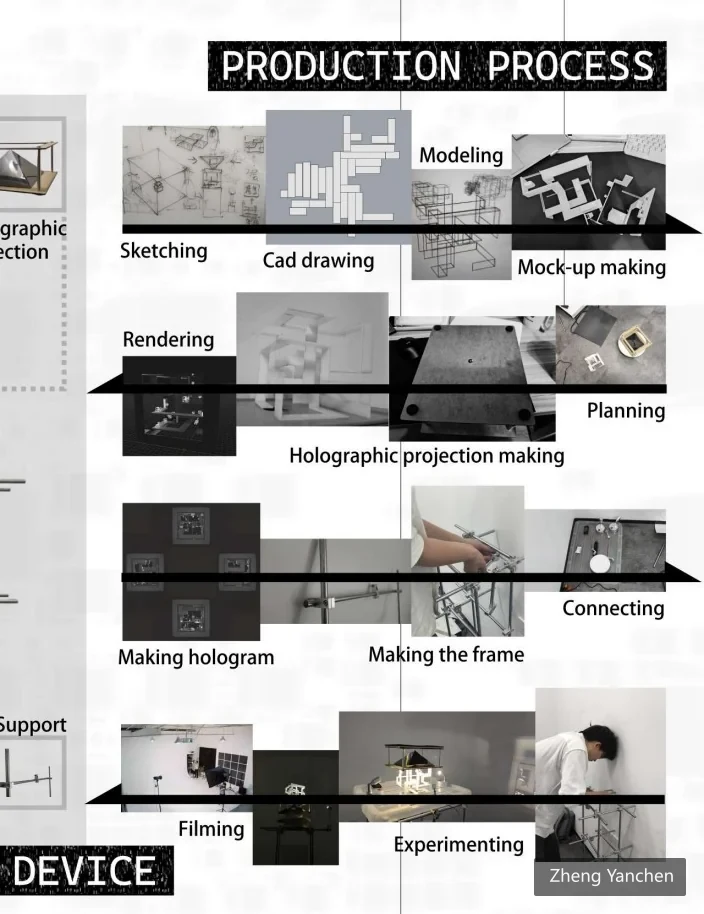 PRODUCTION PROCESS
Modeling
Sketching
Cad drawing
Mock-up making
graphic
ection
Rendering
Planning
Holographic projection making
Connecting
Making hologram
Making the frame
Support
Filming
Experimenting
DEVICE
Zheng Yanchen